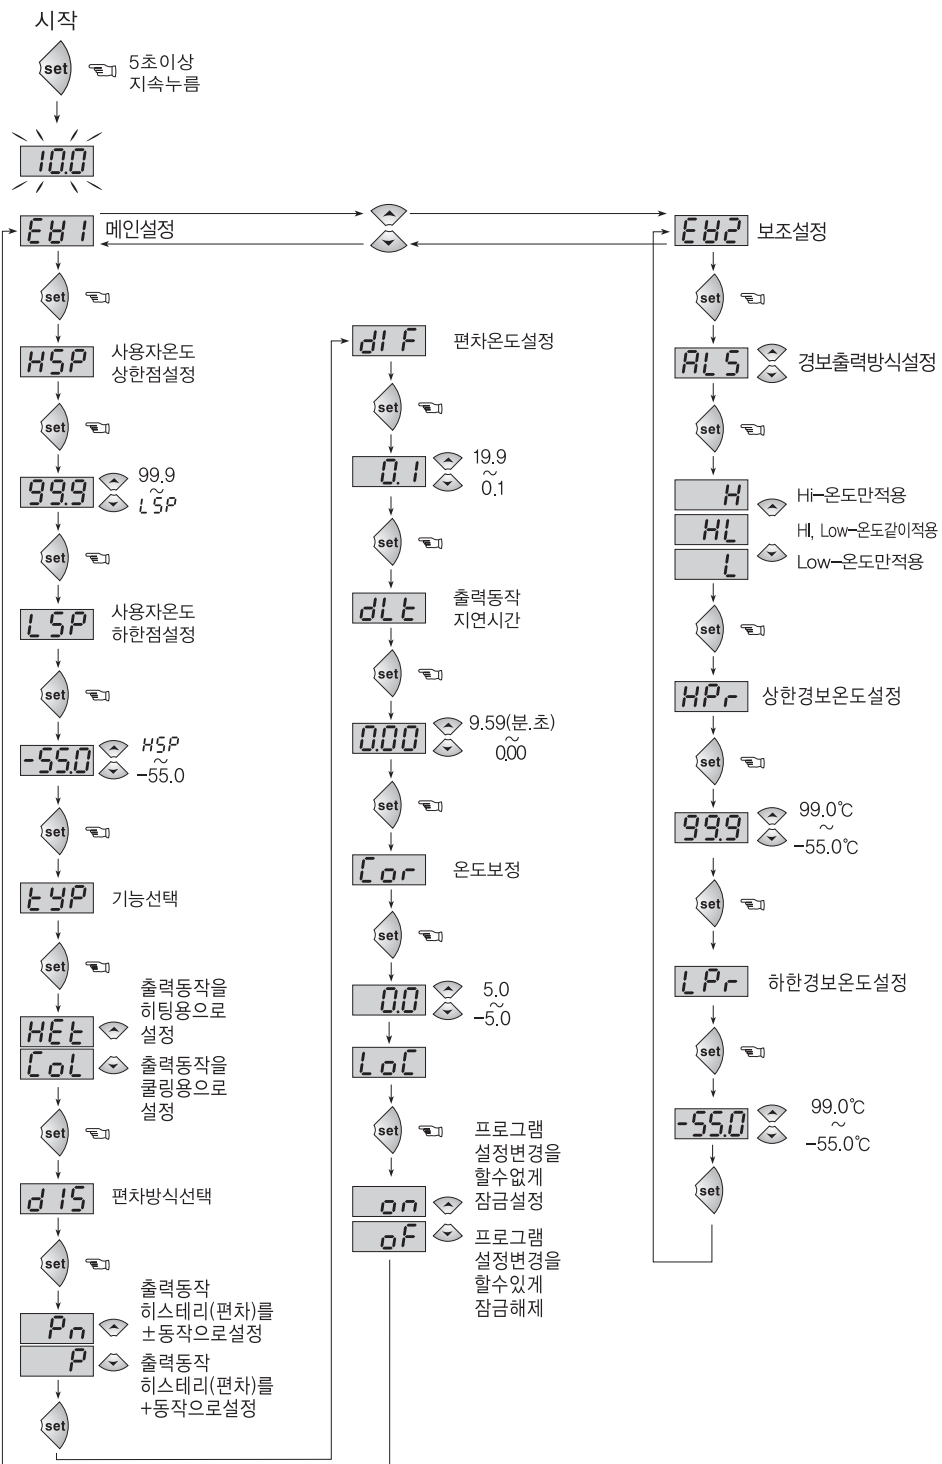 시작
set
5초이상
지속누름
10.0
EH1
메인설정
set
HSP
사용자온도
상한점설정
set
99.9
99.9
~
LSP
set
LSP
사용자온도
하한점설정
set
-55.0
HSP
~
-55.0
set
tYP
기능선택
set
출력동작을
히팅용으로
설정
HEt
CoL
출력동작을
쿨링용으로
설정
set
dIS
편차방식선택
set
출력동작
히스테리(편차)를
±동작으로설정
Pn
P
출력동작
히스테리(편차)를
+동작으로설정
set
dIF
편차온도설정
set
0.1
19.9
~
0.1
set
dLt
출력동작
지연시간
set
0.00
9.59(분.초)
~
0.00
set
Cor
온도보정
set
0.0
5.0
~
-5.0
LoC
set
프로그램
설정변경을
할수없게
잠금설정
on
oF
프로그램
설정변경을
할수있게
잠금해제
EH2
보조설정
set
ALS
경보출력방식설정
set
H
Hi-온도만적용
HL
HI, Low-온도같이적용
L
Low-온도만적용
set
HPr
상한경보온도설정
set
99.9
99.0℃
~
-55.0℃
set
LPr
하한경보온도설정
set
-55.0
99.0℃
~
-55.0℃
set